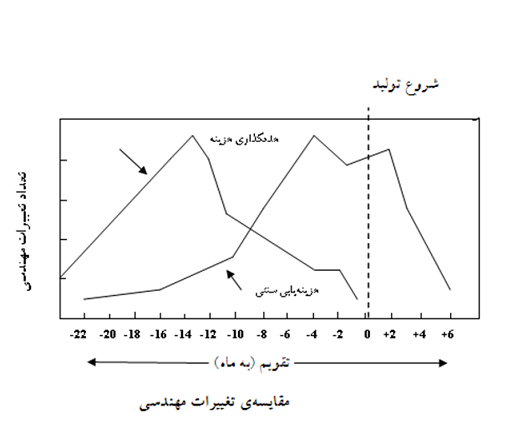 شروع تولید
هدفگذاری هزینه
تعداد تغییرات مهندسی
هزینه‌یابی سنتی
-22 -20 -18 -16 -14 -12 -10 -8 -6 -4 -2 0 +2 +4 +6
تقویم (به ماه)
مقایسه‌ی تغییرات مهندسی